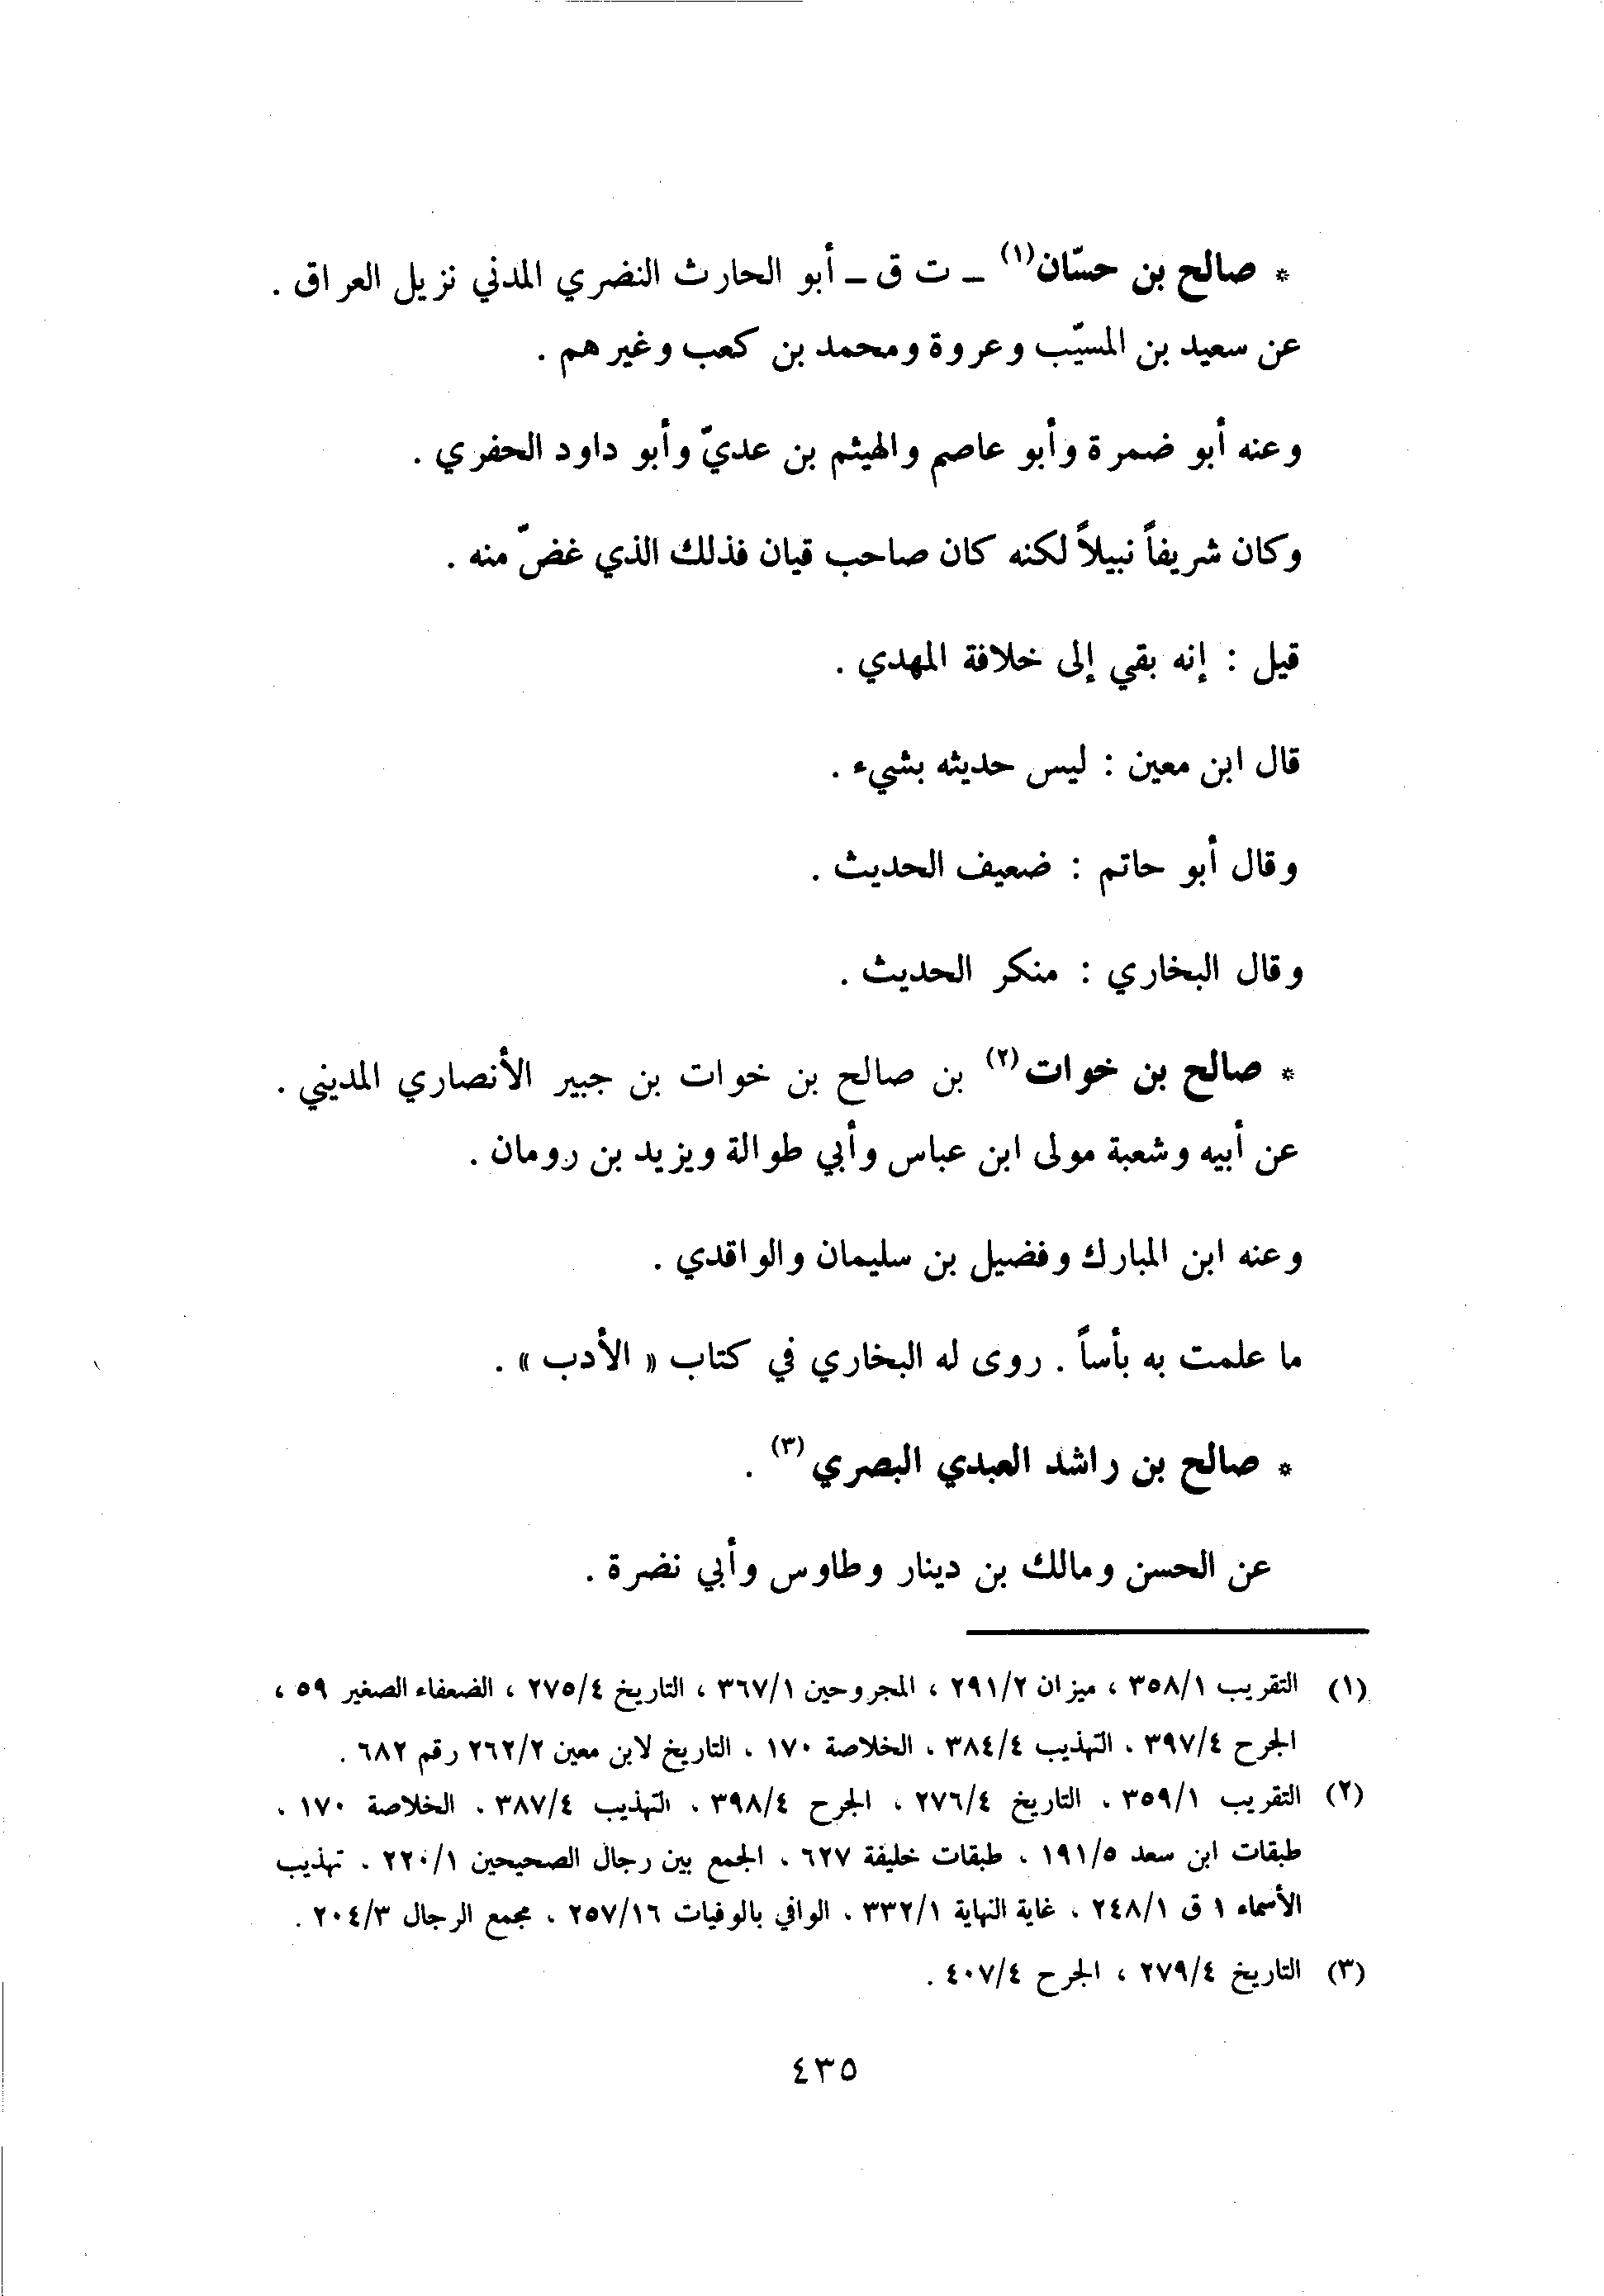 * صالح بن حسّان(١) ـ ت ق ـ أبو الحارث النضري المدني نزيل العراق .
عن سعيد بن المسيّب وعروة ومحمد بن كعب وغيرهم .
وعنه أبو ضمرة وأبو عاصم والهيثم بن عديّ وأبو داود الحفري .
وكان شريفاً نبيلاً لكنه كان صاحب قيان فذلك الذي غضّ منه .
قيل : إنه بقي إلى خلافة المهدي .
قال ابن معين : ليس حديثه بشيء .
وقال أبو حاتم : ضعيف الحديث .
وقال البخاري : منكر الحديث .
* صالح بن خوات(٢) بن صالح بن خوات بن جبير الأنصاري المديني .
عن أبيه وشعبة مولى ابن عباس وأبي طوالة ويزيد بن رومان .
وعنه ابن المبارك وفضيل بن سليمان والواقدي .
ما علمت به بأساً . روى له البخاري في كتاب « الأدب » .
* صالح بن راشد العبدي البصري(٣) .
عن الحسن ومالك بن دينار وطاوس وأبي نضرة .
(١) التقريب ٣٥٨/١ ، ميزان ٢٩١/٢ ، المجروحين ٣٦٧/١ ، التاريخ ٢٧٥/٤ ، الضعفاء الصغير ٥٩ ،
الجرح ٣٩٧/٤ ، التهذيب ٣٨٤/٤ ، الخلاصة ١٧٠ ، التاريخ لابن معين ٢٦٢/٢ رقم ٦٨٢ .
(٢) التقريب ٣٥٩/١ ، التاريخ ٢٧٦/٤ ، الجرح ٣٩٨/٤ ، التهذيب ٣٨٧/٤ ، الخلاصة ١٧٠ ،
طبقات ابن سعد ١٩١/٥ ، طبقات خليفة ٦٢٧ ، الجمع بين رجال الصحيحين ٢٢٠/١ ، تهذيب
الأسماء ١ ق ٢٤٨/١ ، غاية النهاية ٣٣٢/١ ، الوافي بالوفيات ٢٥٧/١٦ ، مجمع الرجال ٢٠٤/٣ .
(٣) التاريخ ٢٧٩/٤ ، الجرح ٤٠٧/٤ .
٤٣٥